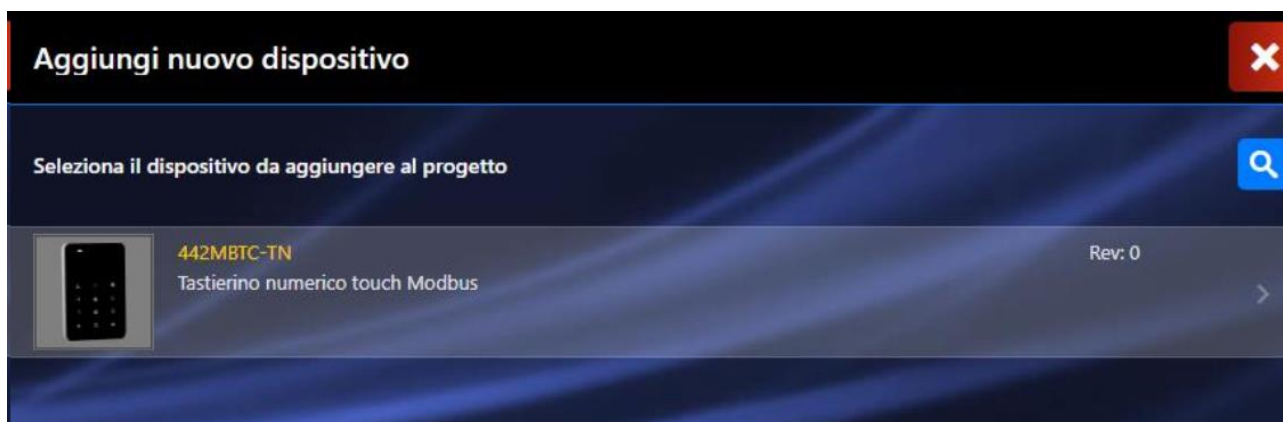 Aggiungi nuovo dispositivo
Seleziona il dispositivo da aggiungere al progetto
442MBTC-TN
Rev: 0
Tastierino numerico touch Modbus